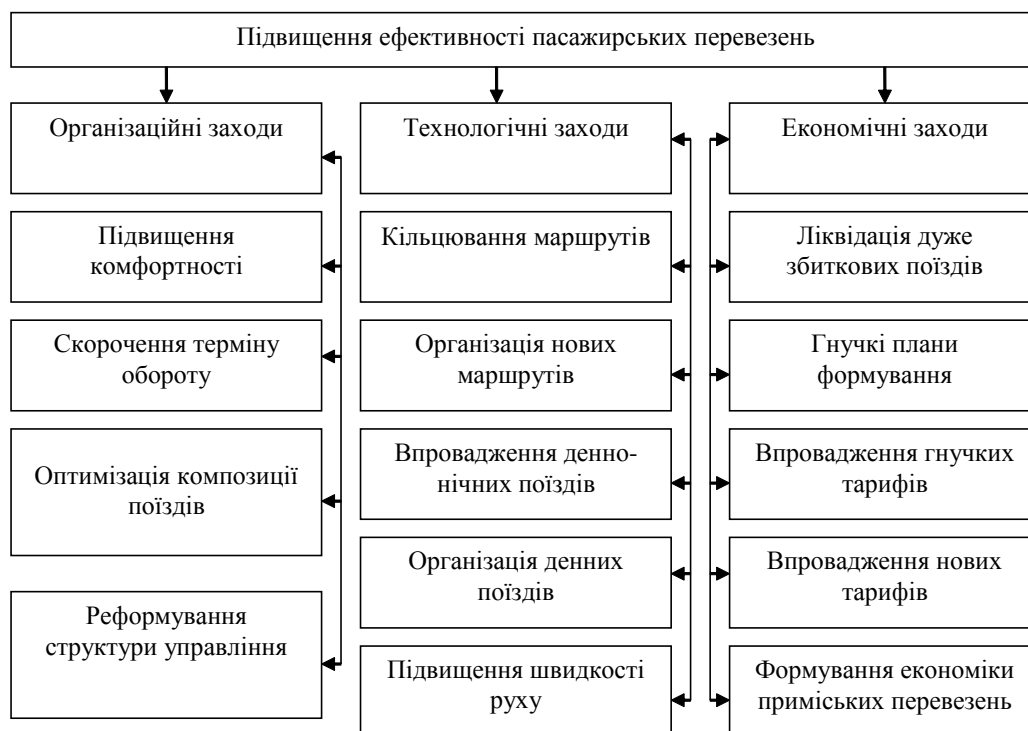 Підвищення ефективності пасажирських перевезень
Організаційні заходи
Підвищення
комфортності
Скорочення терміну
обороту
Оптимізація композиції
поїздів
Реформування
структури управління
Технологічні заходи
Кільцювання маршрутів
Організація нових
маршрутів
Впровадження денно-
нічних поїздів
Організація денних
поїздів
Підвищення швидкості
руху
Економічні заходи
Ліквідація дуже
збиткових поїздів
Гнучкі плани
формування
Впровадження гнучких
тарифів
Впровадження нових
тарифів
Формування економіки
приміських перевезень